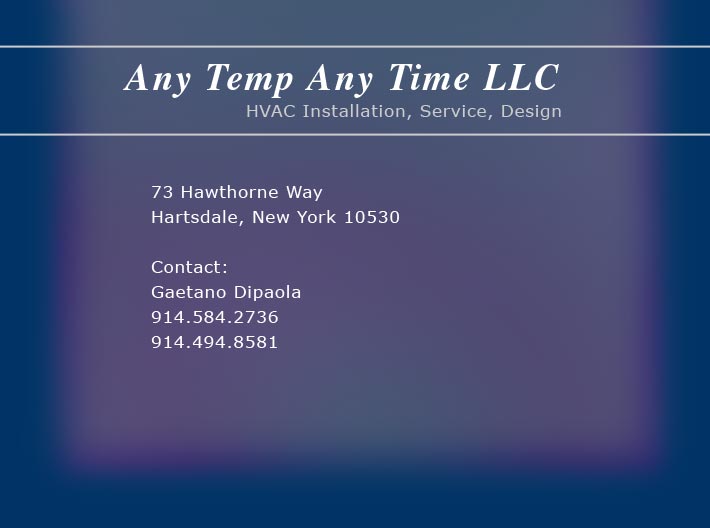 Any Temp Any Time LLC
HVAC Installation, Service, Design
73 Hawthorne Way
Hartsdale, New York 10530
Contact:
Gaetano Dipaola
914.584.2736
914.494.8581